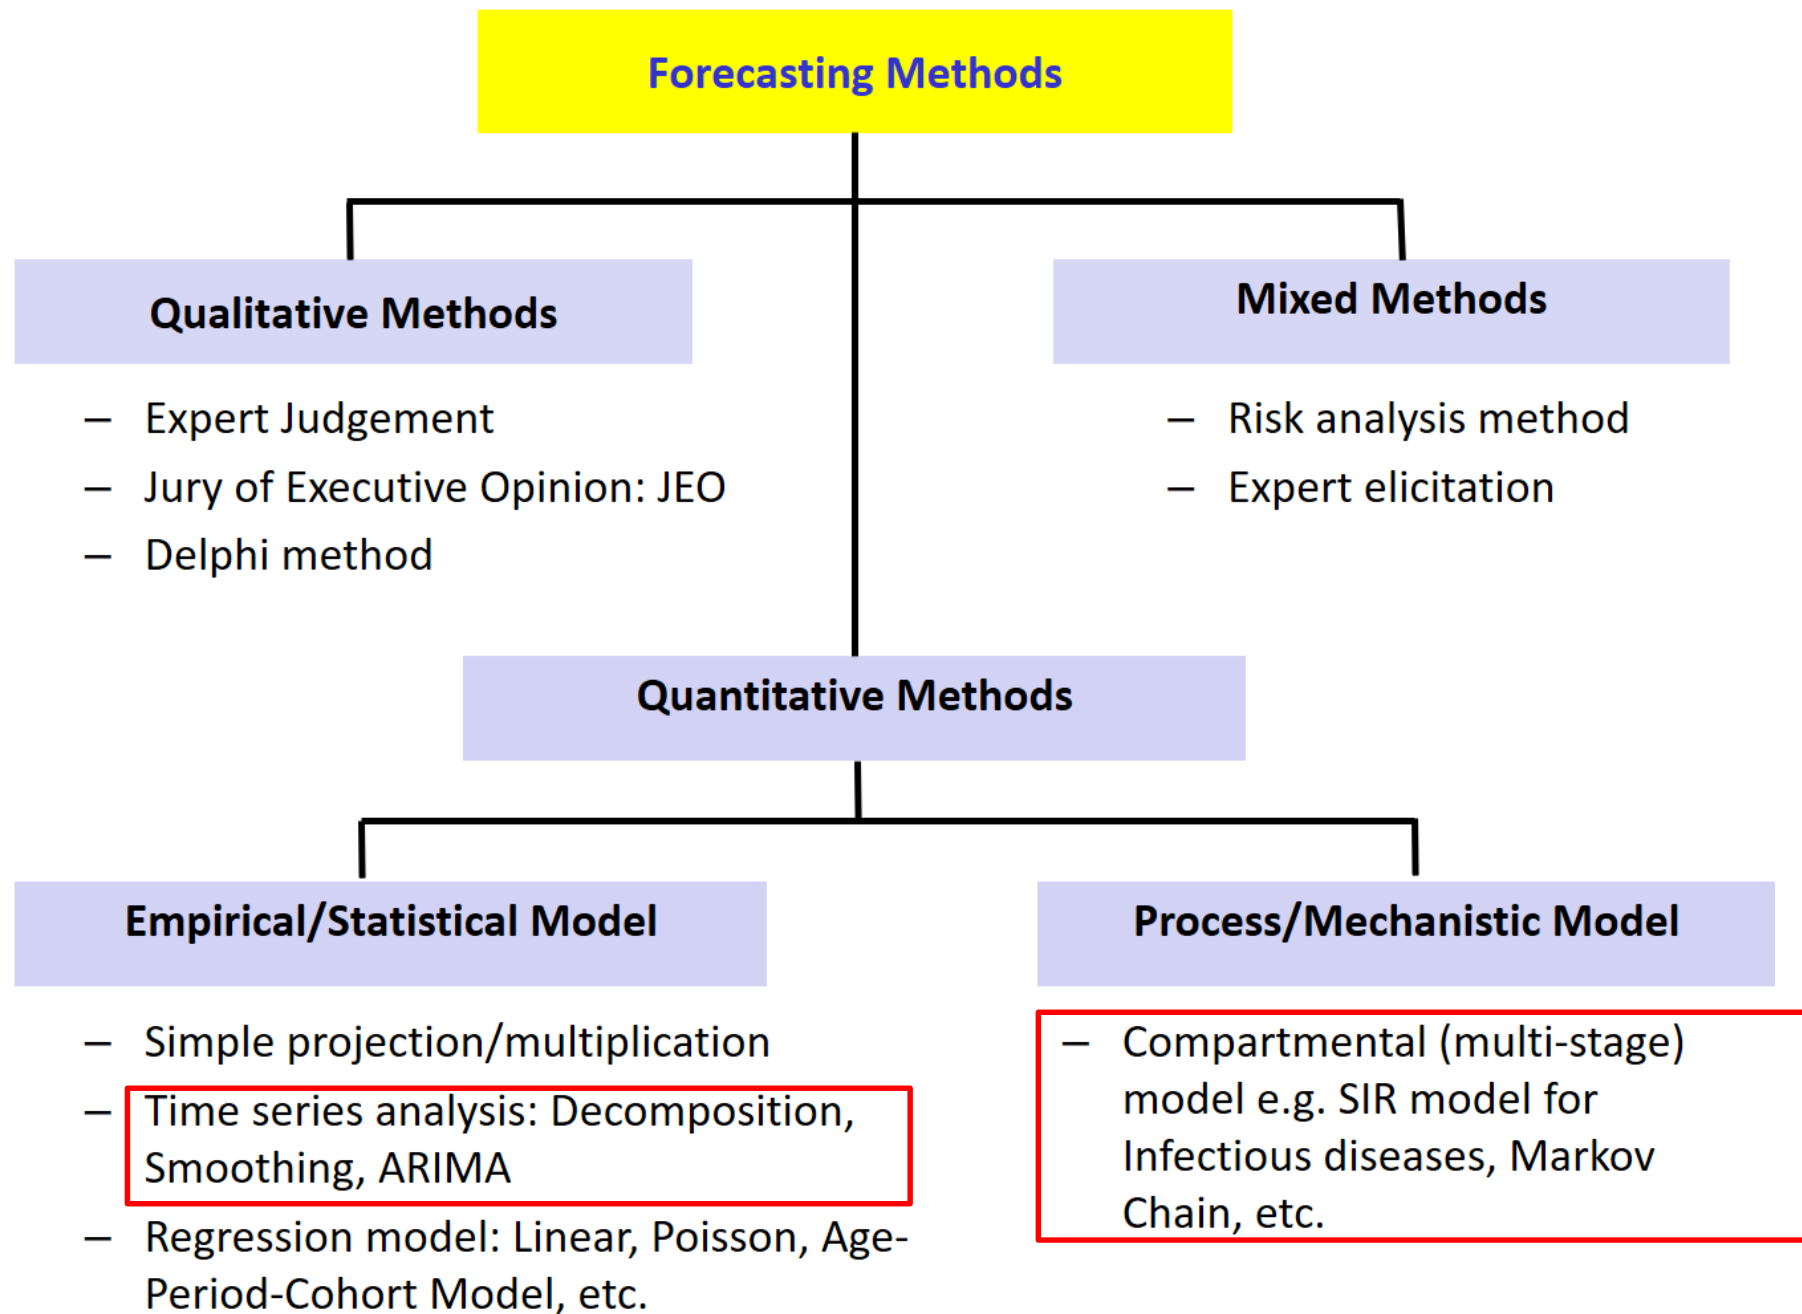 Forecasting Methods
Qualitative Methods
– Expert Judgement
– Jury of Executive Opinion: JEO
– Delphi method
Mixed Methods
– Risk analysis method
– Expert elicitation
Quantitative Methods
Empirical/Statistical Model
– Simple projection/multiplication
– Time series analysis: Decomposition,
Smoothing, ARIMA
– Regression model: Linear, Poisson, Age-
Period-Cohort Model, etc.
Process/Mechanistic Model
– Compartmental (multi-stage)
model e.g. SIR model for
Infectious diseases, Markov
Chain, etc.